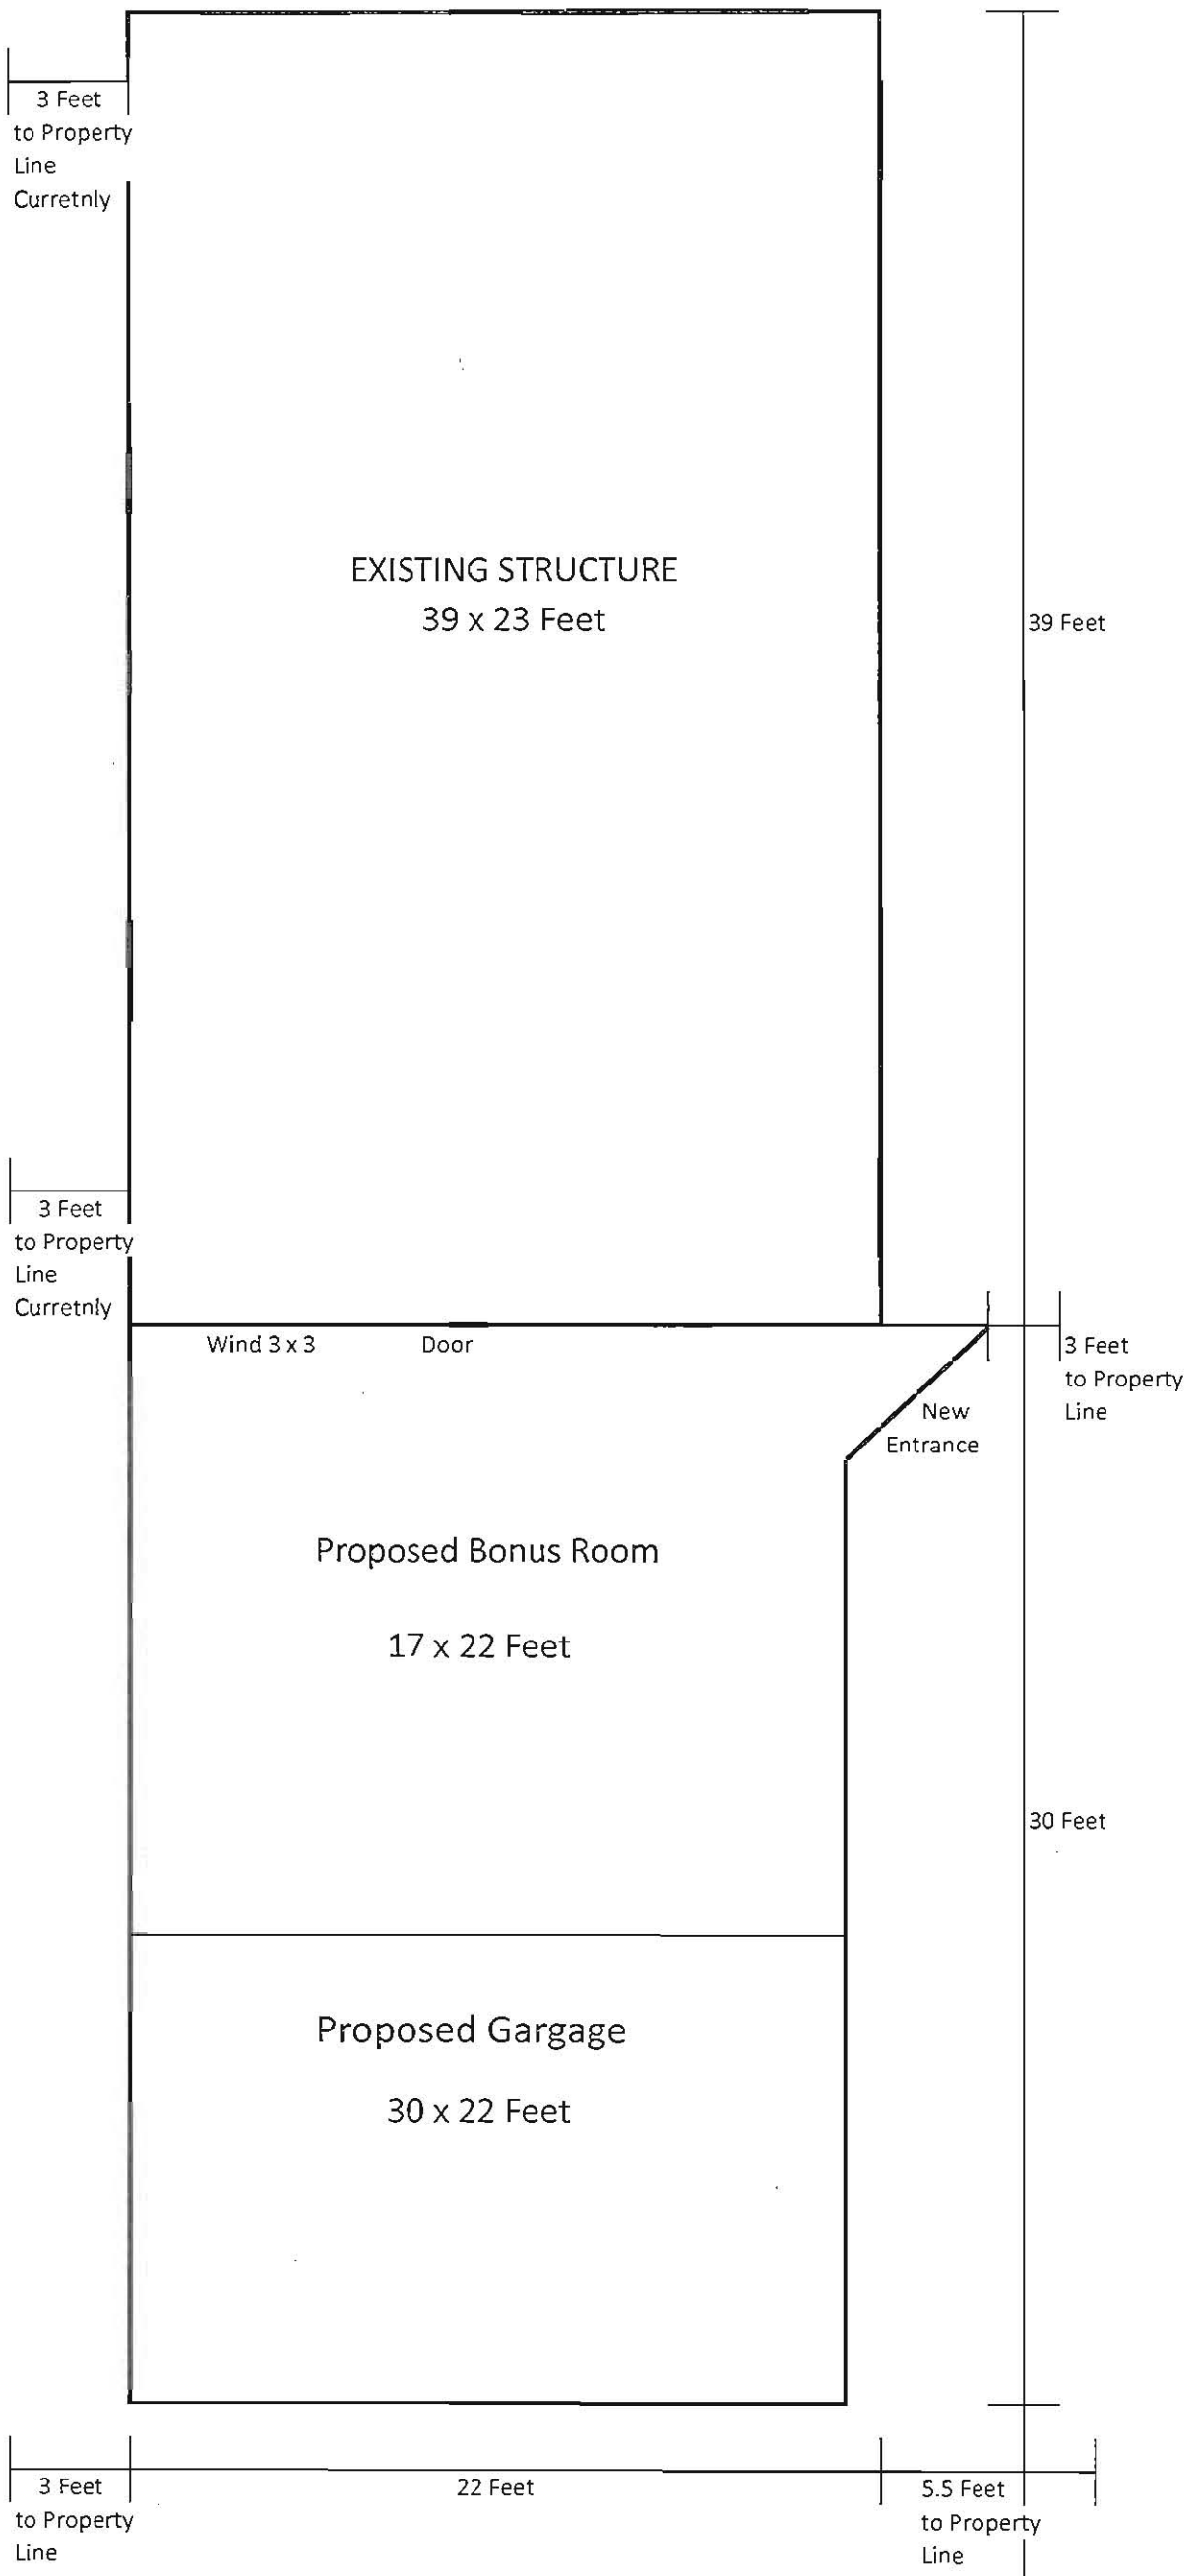 3 Feet
to Property
Line
Curretnly
EXISTING STRUCTURE
39 x 23 Feet
39 Feet
3 Feet
to Property
Line
Curretnly
Wind 3 x 3
Door
3 Feet
to Property
Line
New
Entrance
Proposed Bonus Room
17 x 22 Feet
30 Feet
Proposed Gargage
30 x 22 Feet
3 Feet
to Property
Line
22 Feet
5.5 Feet
to Property
Line